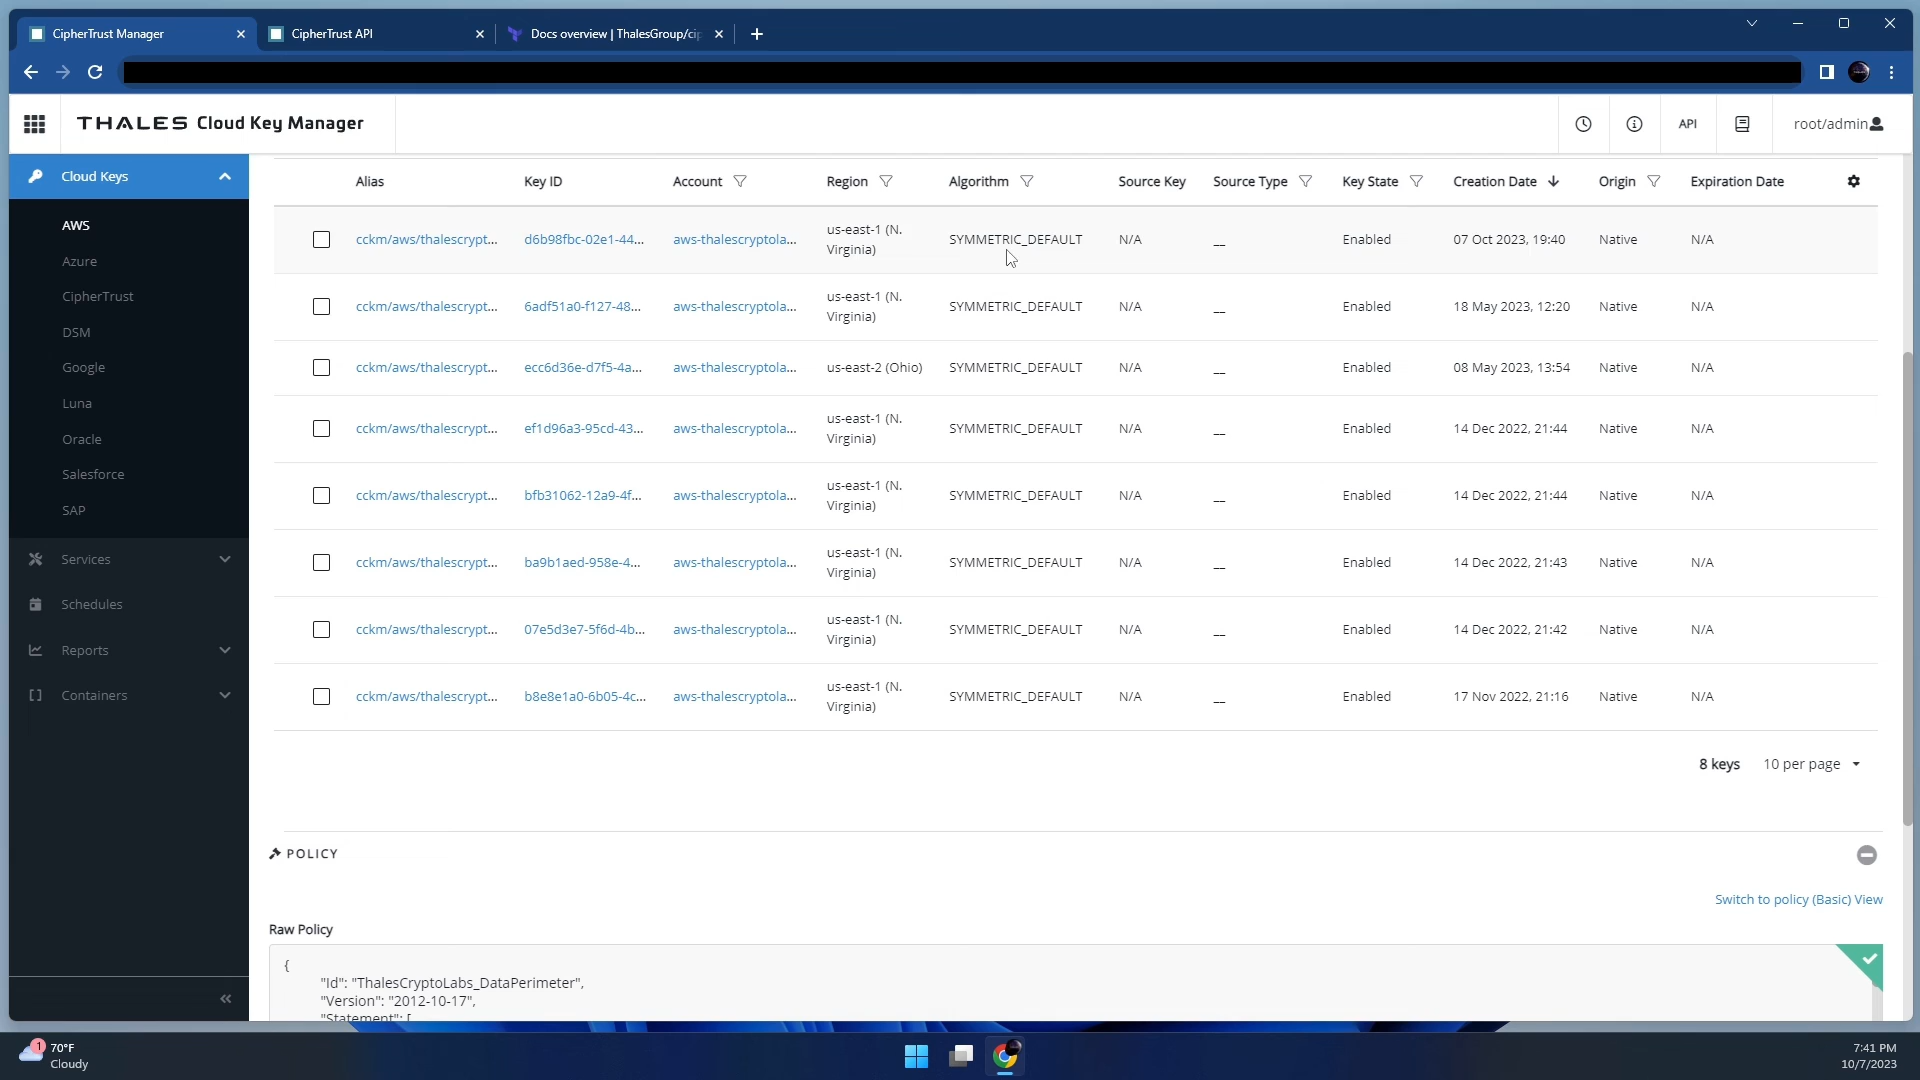 CipherTrust Manager
CipherTrust API
Docs overview | ThalesGroup/cip
THALES Cloud Key Manager
API
root/admin
Cloud Keys
AWS
Azure
CipherTrust
DSM
Google
Luna
Oracle
Salesforce
SAP
Services
Schedules
Reports
Containers
Alias Key ID Account Region Algorithm Source Key Source Type Key State Creation Date Origin Expiration Date
cckm/aws/thalescrypt... d6b98fbc-02e1-44... aws-thalescryptola... us-east-1 (N. Virginia) SYMMETRIC_DEFAULT N/A __ Enabled 07 Oct 2023, 19:40 Native N/A
cckm/aws/thalescrypt... 6adf51a0-f127-48... aws-thalescryptola... us-east-1 (N. Virginia) SYMMETRIC_DEFAULT N/A __ Enabled 18 May 2023, 12:20 Native N/A
cckm/aws/thalescrypt... ecc6d36e-d7f5-4a... aws-thalescryptola... us-east-2 (Ohio) SYMMETRIC_DEFAULT N/A __ Enabled 08 May 2023, 13:54 Native N/A
cckm/aws/thalescrypt... ef1d96a3-95cd-43... aws-thalescryptola... us-east-1 (N. Virginia) SYMMETRIC_DEFAULT N/A __ Enabled 14 Dec 2022, 21:44 Native N/A
cckm/aws/thalescrypt... bfb31062-12a9-4f... aws-thalescryptola... us-east-1 (N. Virginia) SYMMETRIC_DEFAULT N/A __ Enabled 14 Dec 2022, 21:44 Native N/A
cckm/aws/thalescrypt... ba9b1aed-958e-4... aws-thalescryptola... us-east-1 (N. Virginia) SYMMETRIC_DEFAULT N/A __ Enabled 14 Dec 2022, 21:43 Native N/A
cckm/aws/thalescrypt... 07e5d3e7-5f6d-4b... aws-thalescryptola... us-east-1 (N. Virginia) SYMMETRIC_DEFAULT N/A __ Enabled 14 Dec 2022, 21:42 Native N/A
cckm/aws/thalescrypt... b8e8e1a0-6b05-4c... aws-thalescryptola... us-east-1 (N. Virginia) SYMMETRIC_DEFAULT N/A __ Enabled 17 Nov 2022, 21:16 Native N/A
8 keys 10 per page
POLICY
Switch to policy (Basic) View
Raw Policy
{
"Id": "ThalesCryptoLabs_DataPerimeter",
"Version": "2012-10-17",
"Statement": [
1
70°F
Cloudy
7:41 PM
10/7/2023